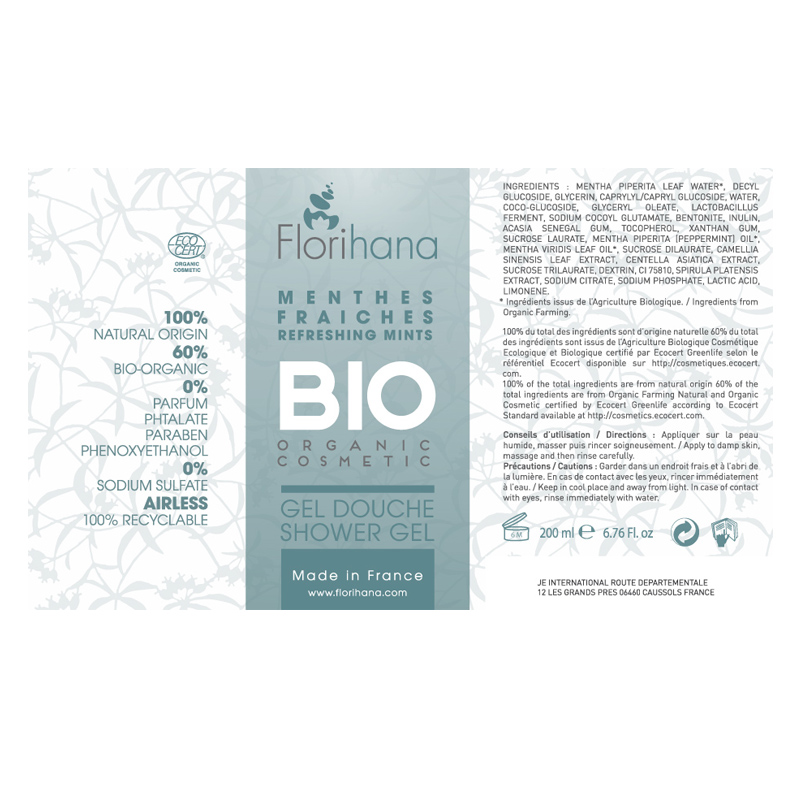 ECO
CERT
ORGANIC
COSMETIC
100%
NATURAL ORIGIN
60%
BIO-ORGANIC
0%
PARFUM
PHTALATE
PARABEN
PHENOXYETHANOL
0%
SODIUM SULFATE
AIRLESS
100% RECYCLABLE
Florihana
MENTHES
FRAICHES
REFRESHING MINTS
BIO
ORGANIC
COSMETIC
GEL DOUCHE
SHOWER GEL
Made in France
www.florihana.com
INGREDIENTS : MENTHA PIPERITA LEAF WATER*, DECYL
GLUCOSIDE, GLYCERIN, CAPRYLYL/CAPRYL GLUCOSIDE, WATER,
COCO-GLUCOSIDE, GLYCERYL OLEATE, LACTOBACILLUS
FERMENT, SODIUM COCOYL GLUTAMATE, BENTONITE, INULIN,
ACASIA SENEGAL GUM, TOCOPHEROL, XANTHAN GUM,
SUCROSE LAURATE, MENTHA PIPERITA (PEPPERMINT) OIL*,
MENTHA VIRIDIS LEAF OIL*, SUCROSE DILAURATE, CAMELLIA
SINENSIS LEAF EXTRACT, CENTELLA ASIATICA EXTRACT,
SUCROSE TRILAURATE, DEXTRIN, CI 75810, SPIRULA PLATENSIS
EXTRACT, SODIUM CITRATE, SODIUM PHOSPHATE, LACTIC ACID,
LIMONENE.
* Ingrédients issus de l'Agriculture Biologique. / Ingredients from
Organic Farming.
100% du total des ingrédients sont d'origine naturelle 60% du total
des ingrédients sont issus de l'Agriculture Biologique Cosmétique
Ecologique et Biologique certifié par Ecocert Greenlife selon le
référentiel Ecocert disponible sur http://cosmetiques.ecocert.
com.
100% of the total ingredients are from natural origin 60% of the
total ingredients are from Organic Farming Natural and Organic
Cosmetic certified by Ecocert Greenlife according to Ecocert
Standard available at http://cosmetics.ecocert.com.
Conseils d'utilisation / Directions : Appliquer sur la peau
humide, masser puis rincer soigneusement. / Apply to damp skin,
massage and then rinse carefully.
Précautions / Cautions : Garder dans un endroit frais et à l'abri de
la lumière. En cas de contact avec les yeux, rincer immédiatement
à l'eau. / Keep in cool place and away from light. In case of contact
with eyes, rinse immediately with water.
6M 200 ml ℮ 6.76 Fl. oz
JE INTERNATIONAL ROUTE DEPARTEMENTALE
12 LES GRANDS PRES 06460 CAUSSOLS FRANCE